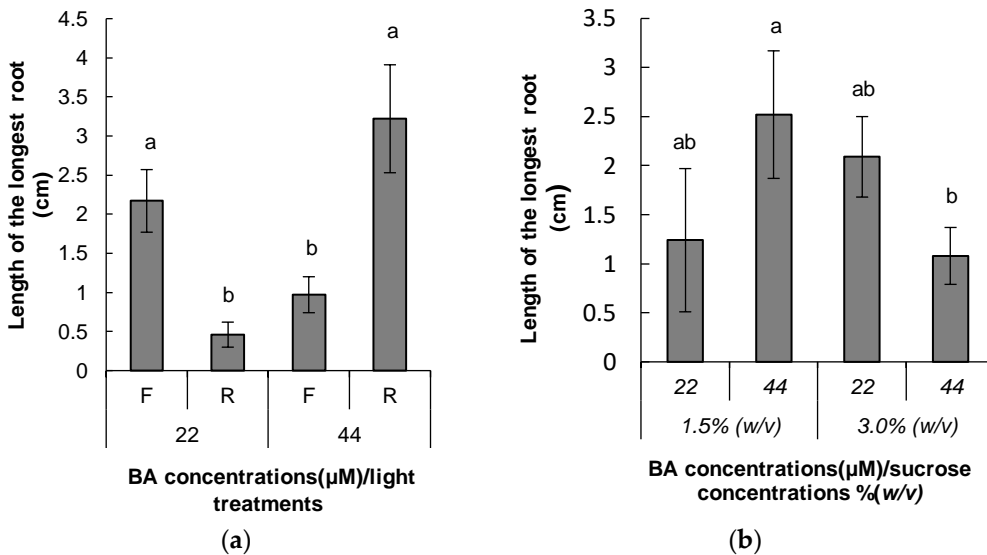 4.5
4
3.5
3
2.5
2
1.5
1
0.5
0
Length of the longest root
(cm)
a
b
b
a
F R F R
22 44
BA concentrations(µM)/light
treatments
(a)
3.5
3
2.5
2
1.5
1
0.5
0
Length of the longest root
(cm)
ab
a
ab
b
22 44 22 44
1.5% (w/v) 3.0% (w/v)
BA concentrations(µM)/sucrose
concentrations %(w/v)
(b)